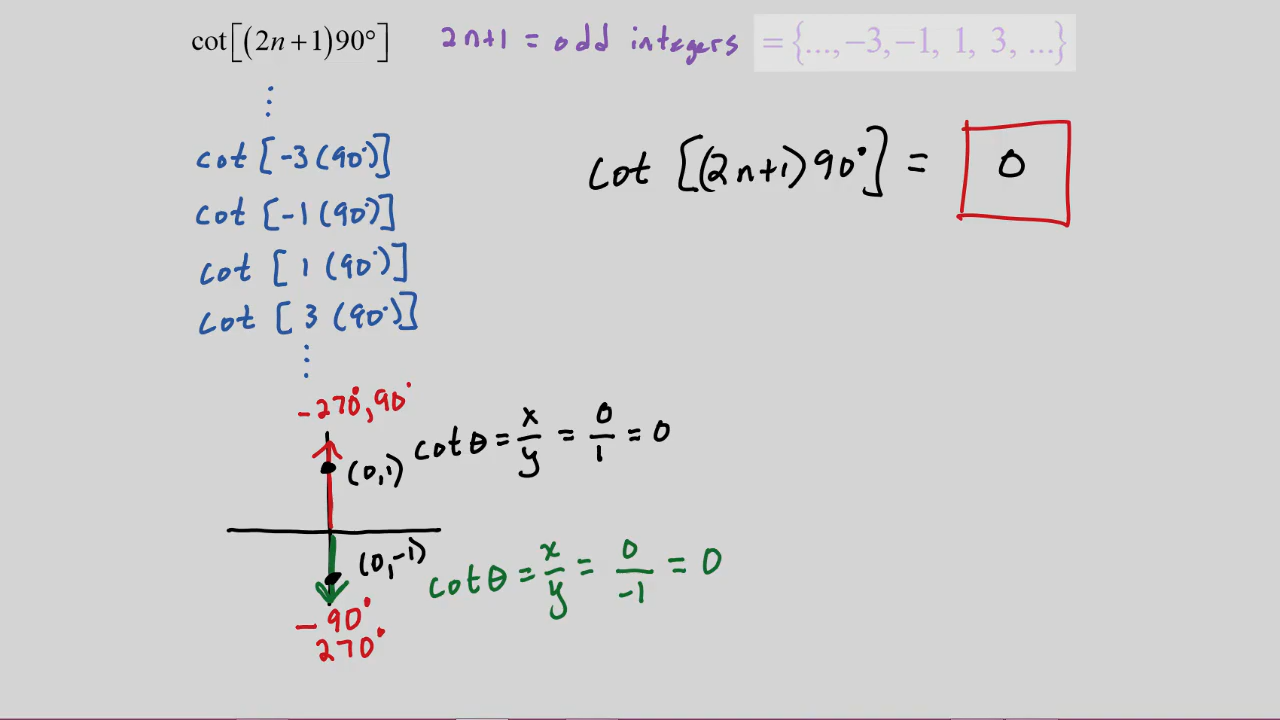 cot[(2n+1)90°] 2n+1 = odd integers = {..., −3, −1, 1, 3, ...}
⋮
cot [-3(90°)]
cot [-1(90°)]
cot [1(90°)]
cot [3(90°)]
⋮
cot [(2n+1)90°] = 0
-270°, 90°
(0,1) cot θ = x/y = 0/1 = 0
(0,-1) cot θ = x/y = 0/-1 = 0
-90°
270°